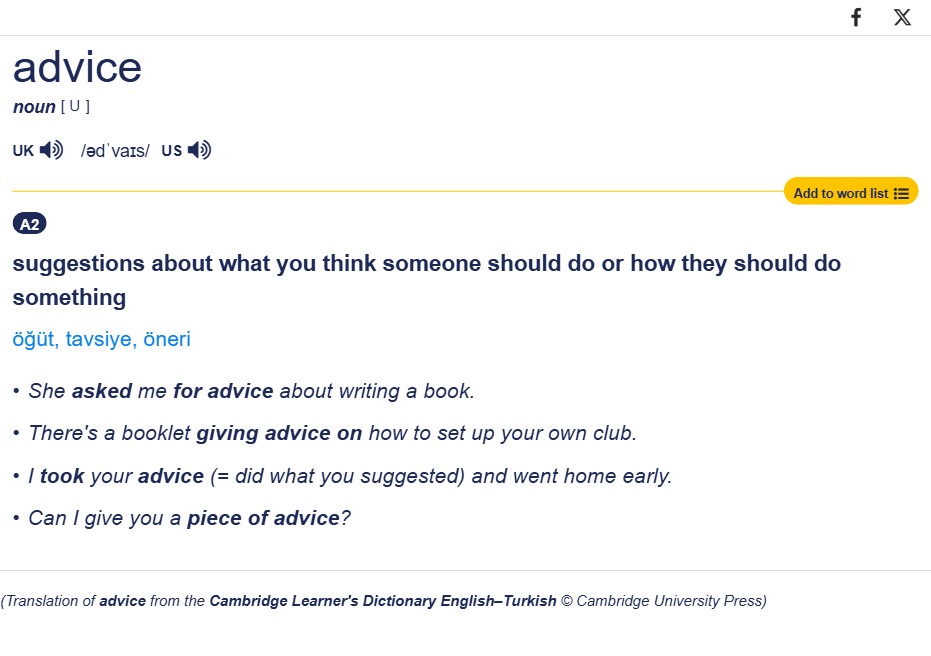 advice
noun [ U ]
UK /ədˈvaɪs/ US
Add to word list
A2
suggestions about what you think someone should do or how they should do
something
öğüt, tavsiye, öneri
• She asked me for advice about writing a book.
• There's a booklet giving advice on how to set up your own club.
• I took your advice (= did what you suggested) and went home early.
• Can I give you a piece of advice?
(Translation of advice from the Cambridge Learner's Dictionary English–Turkish © Cambridge University Press)